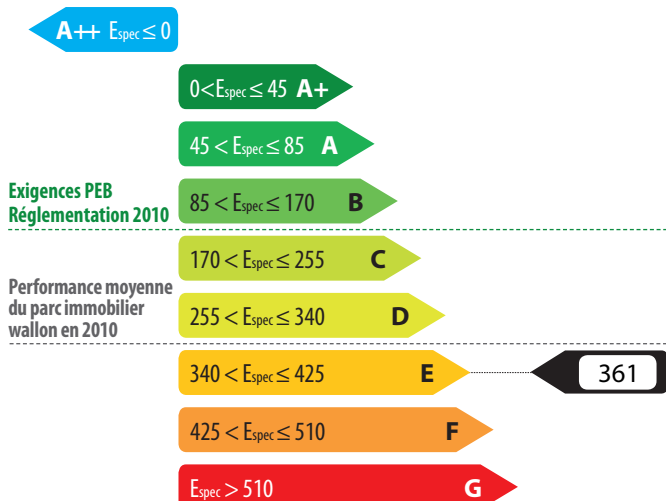 A++ Espec ≤ 0
0 < Espec ≤ 45 A+
45 < Espec ≤ 85 A
Exigences PEB
Réglementation 2010
85 < Espec ≤ 170 B
170 < Espec ≤ 255 C
Performance moyenne
du parc immobilier
wallon en 2010
255 < Espec ≤ 340 D
340 < Espec ≤ 425 E 361
425 < Espec ≤ 510 F
Espec > 510 G